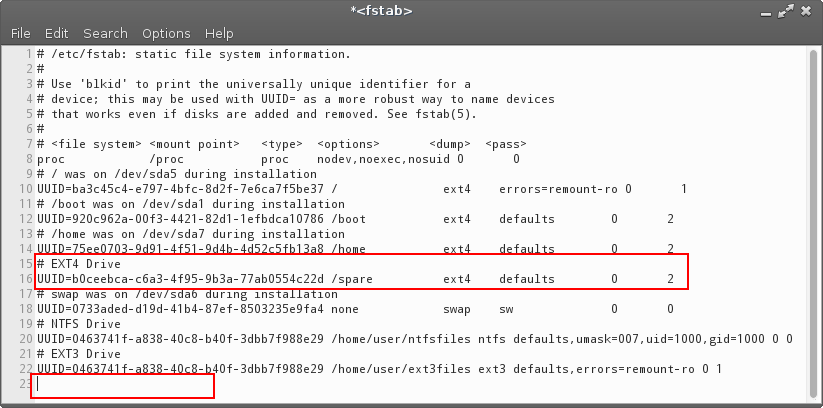 *<fstab>
File Edit Search Options Help
1 # /etc/fstab: static file system information.
2 #
3 # Use 'blkid' to print the universally unique identifier for a
4 # device; this may be used with UUID= as a more robust way to name devices
5 # that works even if disks are added and removed. See fstab(5).
6 #
7 # <file system> <mount point>   <type>  <options>       <dump>  <pass>
8 proc            /proc           proc    nodev,noexec,nosuid 0       0
9 # / was on /dev/sda5 during installation
10 UUID=ba3c45c4-e797-4bfc-8d2f-7e6ca7f5be37 /               ext4    errors=remount-ro 0       1
11 # /boot was on /dev/sda1 during installation
12 UUID=920c962a-00f3-4421-82d1-1efbdca10786 /boot           ext4    defaults        0       2
13 # /home was on /dev/sda7 during installation
14 UUID=75ee0703-9d91-4f51-9d4b-4d52c5fb13a8 /home           ext4    defaults        0       2
15 # EXT4 Drive
16 UUID=b0ceebca-c6a3-4f95-9b3a-77ab0554c22d /spare          ext4    defaults        0       2
17 # swap was on /dev/sda6 during installation
18 UUID=0733aded-d19d-41b4-87ef-8503235e9fa4 none            swap    sw              0       0
19 # NTFS Drive
20 UUID=0463741f-a838-40c8-b40f-3dbb7f988e29 /home/user/ntfsfiles ntfs defaults,umask=007,uid=1000,gid=1000 0 0
21 # EXT3 Drive
22 UUID=0463741f-a838-40c8-b40f-3dbb7f988e29 /home/user/ext3files ext3 defaults,errors=remount-ro 0 1
23